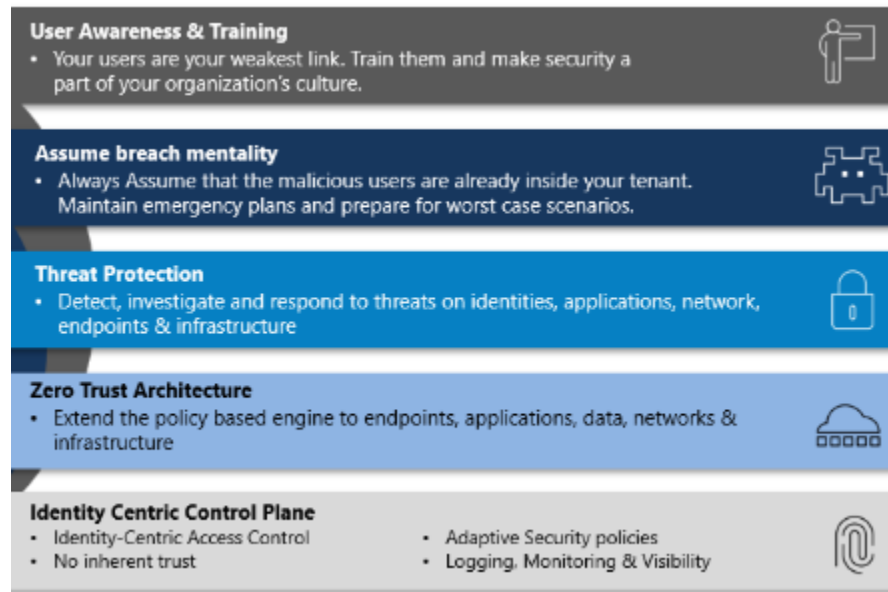 User Awareness & Training
• Your users are your weakest link. Train them and make security a
part of your organization's culture.
Assume breach mentality
• Always Assume that the malicious users are already inside your tenant.
Maintain emergency plans and prepare for worst case scenarios.
Threat Protection
• Detect, investigate and respond to threats on identities, applications, network,
endpoints & infrastructure
Zero Trust Architecture
• Extend the policy based engine to endpoints, applications, data, networks &
infrastructure
Identity Centric Control Plane
• Identity-Centric Access Control
• No inherent trust
• Adaptive Security policies
• Logging, Monitoring & Visibility